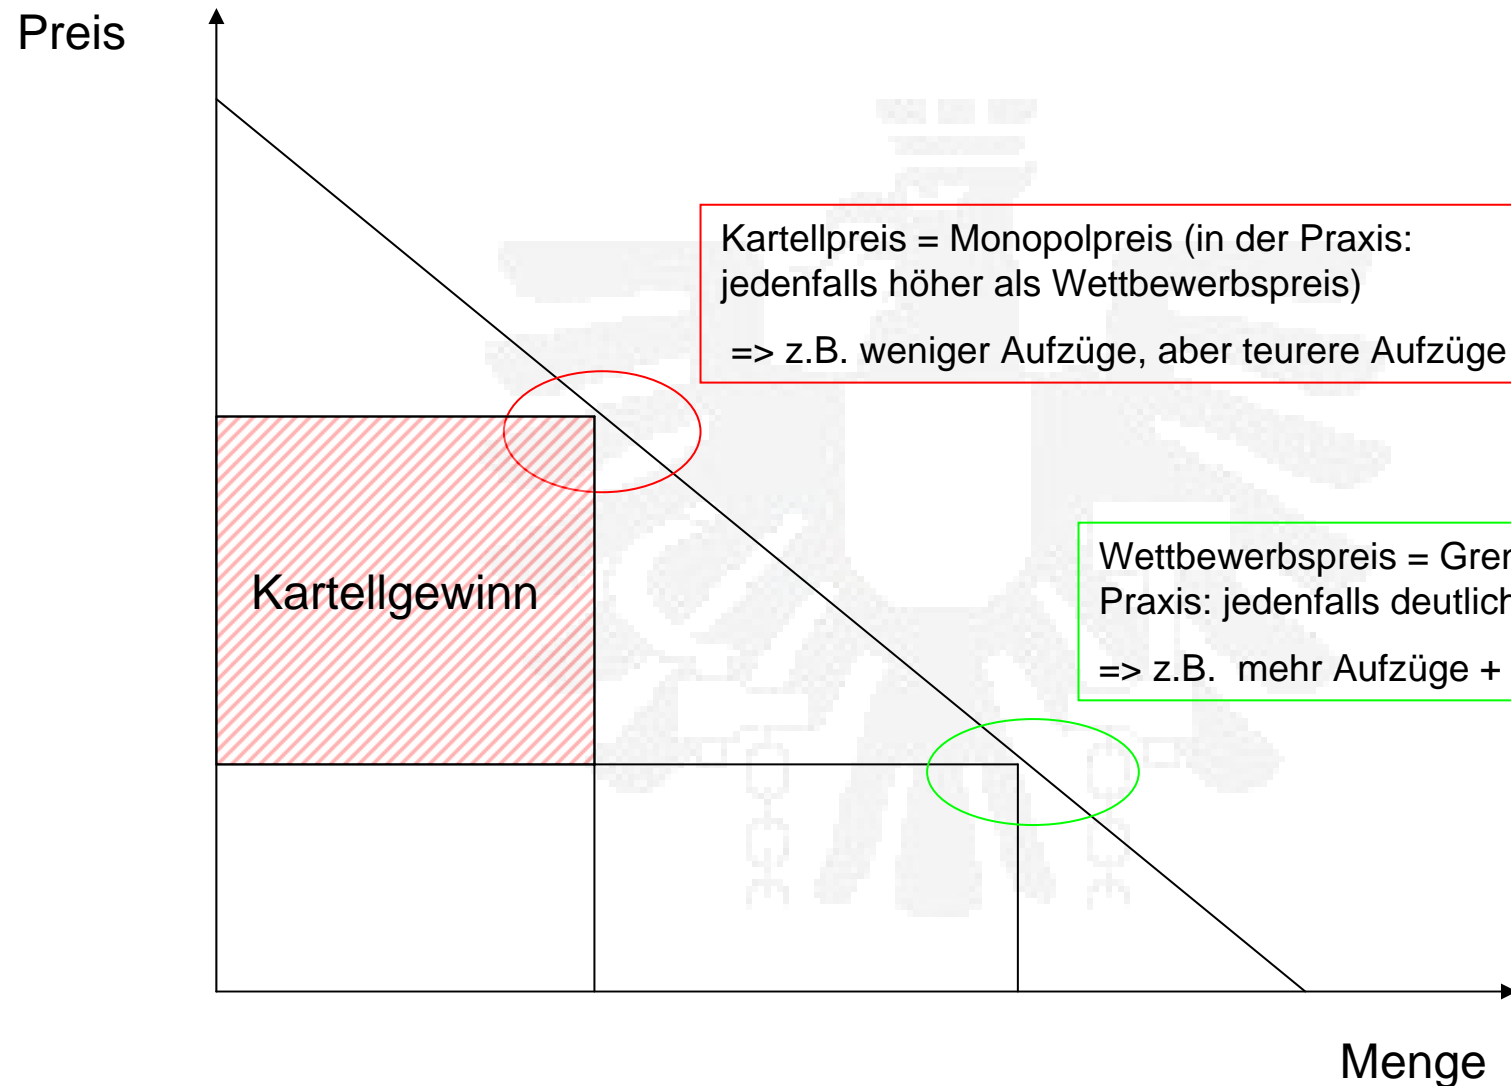 Preis
Kartellpreis = Monopolpreis (in der Praxis:
jedenfalls höher als Wettbewerbspreis)
=> z.B. weniger Aufzüge, aber teurere Aufzüge
Wettbewerbspreis =
Praxis: jedenfalls deutlich
=> z.B. mehr Aufzüge +
Kartellgewinn
Menge